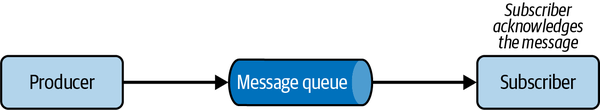 Subscriber
acknowledges
the message
Producer
Message queue
Subscriber